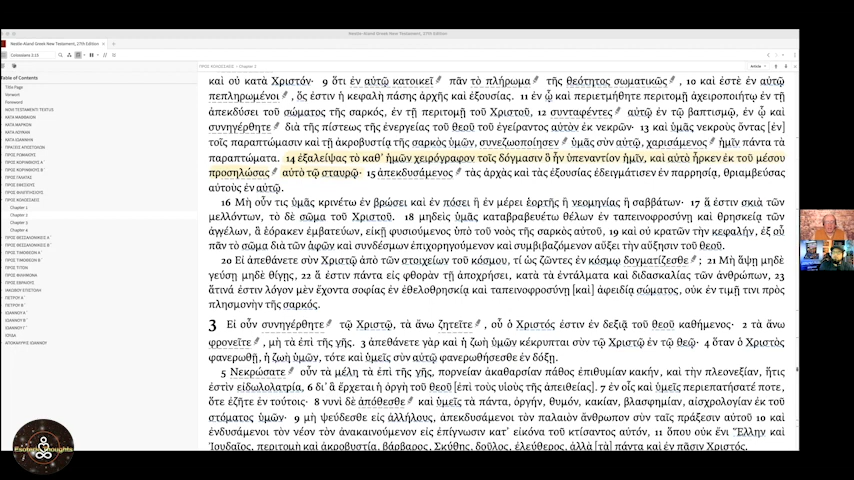 Nestle-Aland Greek New Testament, 27th Edition
Nestle-Aland Greek New Testament, 27th Edition
Colossians 2:13
ΠΡΟΣ ΚΟΛΟΣΣΑΕΙΣ > Chapter 2
Article
Table of Contents
Title Page
Vorwort
Foreword
NOVI TESTAMENTI TEXTUS
ΚΑΤΑ ΜΑΘΘΑΙΟΝ
ΚΑΤΑ ΜΑΡΚΟΝ
ΚΑΤΑ ΛΟΥΚΑΝ
ΚΑΤΑ ΙΩΑΝΝΗΝ
ΠΡΑΞΕΙΣ ΑΠΟΣΤΟΛΩΝ
ΠΡΟΣ ΡΩΜΑΙΟΥΣ
ΠΡΟΣ ΚΟΡΙΝΘΙΟΥΣ Α´
ΠΡΟΣ ΚΟΡΙΝΘΙΟΥΣ Β´
ΠΡΟΣ ΓΑΛΑΤΑΣ
ΠΡΟΣ ΕΦΕΣΙΟΥΣ
ΠΡΟΣ ΦΙΛΙΠΠΗΣΙΟΥΣ
ΠΡΟΣ ΚΟΛΟΣΣΑΕΙΣ
Chapter 1
Chapter 2
Chapter 3
Chapter 4
ΠΡΟΣ ΘΕΣΣΑΛΟΝΙΚΕΙΣ Α´
ΠΡΟΣ ΘΕΣΣΑΛΟΝΙΚΕΙΣ Β´
ΠΡΟΣ ΤΙΜΟΘΕΟΝ Α´
ΠΡΟΣ ΤΙΜΟΘΕΟΝ Β´
ΠΡΟΣ ΤΙΤΟΝ
ΠΡΟΣ ΦΙΛΗΜΟΝΑ
ΠΡΟΣ ΕΒΡΑΙΟΥΣ
ΙΑΚΩΒΟΥ ΕΠΙΣΤΟΛΗ
ΠΕΤΡΟΥ Α´
ΠΕΤΡΟΥ Β´
ΙΩΑΝΝΟΥ Α´
ΙΩΑΝΝΟΥ Β´
ΙΩΑΝΝΟΥ Γ´
ΙΟΥΔΑ
ΑΠΟΚΑΛΥΨΙΣ ΙΩΑΝΝΟΥ
καὶ οὐ κατὰ Χριστόν· 9 ὅτι ἐν αὐτῷ κατοικεῖ πᾶν τὸ πλήρωμα τῆς θεότητος σωματικῶς, 10 καὶ ἐστὲ ἐν αὐτῷ
πεπληρωμένοι, ὅς ἐστιν ἡ κεφαλὴ πάσης ἀρχῆς καὶ ἐξουσίας. 11 ἐν ᾧ καὶ περιετμήθητε περιτομῇ ἀχειροποιήτῳ ἐν τῇ
ἀπεκδύσει τοῦ σώματος τῆς σαρκός, ἐν τῇ περιτομῇ τοῦ Χριστοῦ, 12 συνταφέντες αὐτῷ ἐν τῷ βαπτισμῷ, ἐν ᾧ καὶ
συνηγέρθητε διὰ τῆς πίστεως τῆς ἐνεργείας τοῦ θεοῦ τοῦ ἐγείραντος αὐτὸν ἐκ νεκρῶν· 13 καὶ ὑμᾶς νεκροὺς ὄντας [ἐν]
τοῖς παραπτώμασιν καὶ τῇ ἀκροβυστίᾳ τῆς σαρκὸς ὑμῶν, συνεζωοποίησεν ὑμᾶς σὺν αὐτῷ, χαρισάμενος ἡμῖν πάντα τὰ
παραπτώματα. 14 ἐξαλείψας τὸ καθ᾽ ἡμῶν χειρόγραφον τοῖς δόγμασιν ὃ ἦν ὑπεναντίον ἡμῖν, καὶ αὐτὸ ἦρκεν ἐκ τοῦ μέσου
προσηλώσας αὐτὸ τῷ σταυρῷ· 15 ἀπεκδυσάμενος τὰς ἀρχὰς καὶ τὰς ἐξουσίας ἐδειγμάτισεν ἐν παρρησίᾳ, θριαμβεύσας
αὐτοὺς ἐν αὐτῷ.
16 Μὴ οὖν τις ὑμᾶς κρινέτω ἐν βρώσει καὶ ἐν πόσει ἢ ἐν μέρει ἑορτῆς ἢ νεομηνίας ἢ σαββάτων· 17 ἅ ἐστιν σκιὰ τῶν
μελλόντων, τὸ δὲ σῶμα τοῦ Χριστοῦ. 18 μηδεὶς ὑμᾶς καταβραβευέτω θέλων ἐν ταπεινοφροσύνῃ καὶ θρησκείᾳ τῶν
ἀγγέλων, ἃ ἑόρακεν ἐμβατεύων, εἰκῇ φυσιούμενος ὑπὸ τοῦ νοὸς τῆς σαρκὸς αὐτοῦ, 19 καὶ οὐ κρατῶν τὴν κεφαλήν, ἐξ οὗ
πᾶν τὸ σῶμα διὰ τῶν ἁφῶν καὶ συνδέσμων ἐπιχορηγούμενον καὶ συμβιβαζόμενον αὔξει τὴν αὔξησιν τοῦ θεοῦ.
20 Εἰ ἀπεθάνετε σὺν Χριστῷ ἀπὸ τῶν στοιχείων τοῦ κόσμου, τί ὡς ζῶντες ἐν κόσμῳ δογματίζεσθε; 21 Μὴ ἅψῃ μηδὲ
γεύσῃ μηδὲ θίγῃς, 22 ἅ ἐστιν πάντα εἰς φθορὰν τῇ ἀποχρήσει, κατὰ τὰ ἐντάλματα καὶ διδασκαλίας τῶν ἀνθρώπων, 23
ἅτινά ἐστιν λόγον μὲν ἔχοντα σοφίας ἐν ἐθελοθρησκίᾳ καὶ ταπεινοφροσύνῃ [καὶ] ἀφειδίᾳ σώματος, οὐκ ἐν τιμῇ τινι πρὸς
πλησμονὴν τῆς σαρκός.
3 Εἰ οὖν συνηγέρθητε τῷ Χριστῷ, τὰ ἄνω ζητεῖτε, οὗ ὁ Χριστός ἐστιν ἐν δεξιᾷ τοῦ θεοῦ καθήμενος· 2 τὰ ἄνω
φρονεῖτε, μὴ τὰ ἐπὶ τῆς γῆς. 3 ἀπεθάνετε γὰρ καὶ ἡ ζωὴ ὑμῶν κέκρυπται σὺν τῷ Χριστῷ ἐν τῷ θεῷ· 4 ὅταν ὁ Χριστὸς
φανερωθῇ, ἡ ζωὴ ὑμῶν, τότε καὶ ὑμεῖς σὺν αὐτῷ φανερωθήσεσθε ἐν δόξῃ.
5 Νεκρώσατε οὖν τὰ μέλη τὰ ἐπὶ τῆς γῆς, πορνείαν ἀκαθαρσίαν πάθος ἐπιθυμίαν κακήν, καὶ τὴν πλεονεξίαν, ἥτις
ἐστὶν εἰδωλολατρία, 6 δι᾽ ἃ ἔρχεται ἡ ὀργὴ τοῦ θεοῦ [ἐπὶ τοὺς υἱοὺς τῆς ἀπειθείας]. 7 ἐν οἷς καὶ ὑμεῖς περιεπατήσατέ ποτε,
ὅτε ἐζῆτε ἐν τούτοις· 8 νυνὶ δὲ ἀπόθεσθε καὶ ὑμεῖς τὰ πάντα, ὀργήν, θυμόν, κακίαν, βλασφημίαν, αἰσχρολογίαν ἐκ τοῦ
στόματος ὑμῶν· 9 μὴ ψεύδεσθε εἰς ἀλλήλους, ἀπεκδυσάμενοι τὸν παλαιὸν ἄνθρωπον σὺν ταῖς πράξεσιν αὐτοῦ 10 καὶ
ἐνδυσάμενοι τὸν νέον τὸν ἀνακαινούμενον εἰς ἐπίγνωσιν κατ᾽ εἰκόνα τοῦ κτίσαντος αὐτόν, 11 ὅπου οὐκ ἔνι Ἕλλην καὶ
Ἰουδαῖος, περιτομὴ καὶ ἀκροβυστία, βάρβαρος, Σκύθης, δοῦλος, ἐλεύθερος, ἀλλὰ [τὰ] πάντα καὶ ἐν πᾶσιν Χριστός.
Esoteric Thoughts